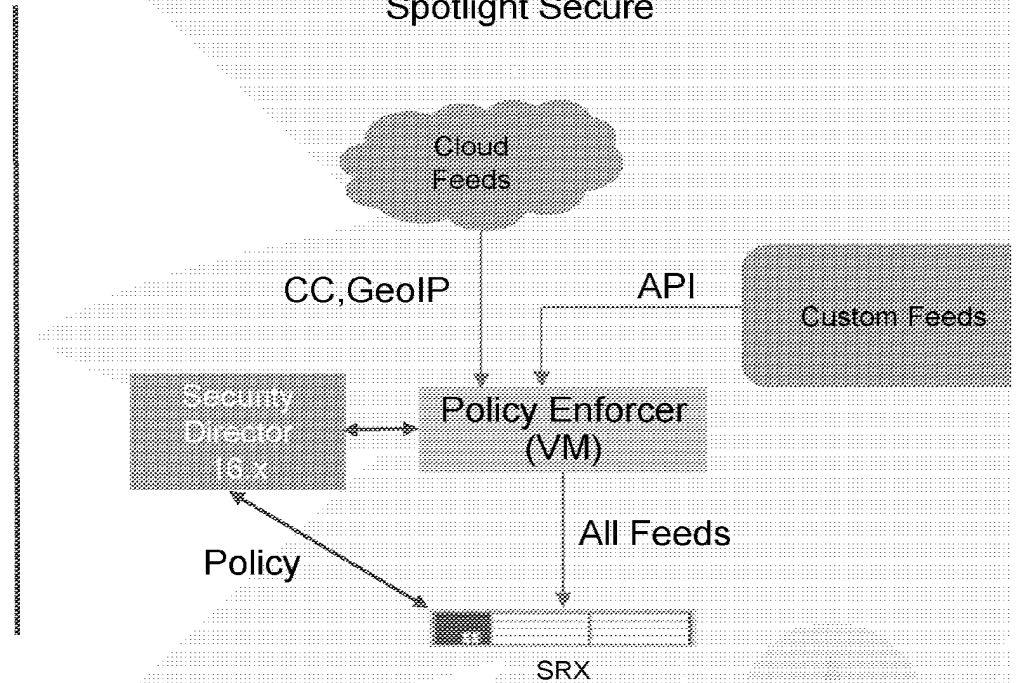 Spotlight Secure
Cloud
Feeds
CC,GeoIP
API
Custom Feeds
Security
Director
16.x
Policy Enforcer
(VM)
All Feeds
Policy
SRX